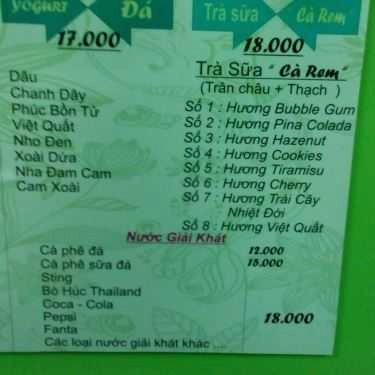 YOGURT Đá
17.000
Dâu
Chanh Dây
Phúc Bồn Tử
Việt Quất
Nho Đen
Xoài Dứa
Nha Đam Cam
Cam Xoài
Trà sữa Cà Rem
18.000
Trà Sữa " Cà Rem "
(Trân châu + Thạch )
Số 1 : Hương Bubble Gum
Số 2 : Hương Pina Colada
Số 3 : Hương Hazenut
Số 4 : Hương Cookies
Số 5 : Hương Tiramisu
Số 6 : Hương Cherry
Số 7 : Hương Trái Cây
Nhiệt Đới
Số 8 : Hương Việt Quất
Nước Giải Khát
Cà phê đá 12.000
Cà phê sữa đá 15.000
Sting
Bò Húc Thailand
Coca - Cola
Pepsi 18.000
Fanta
Các loại nước giải khát khác ....